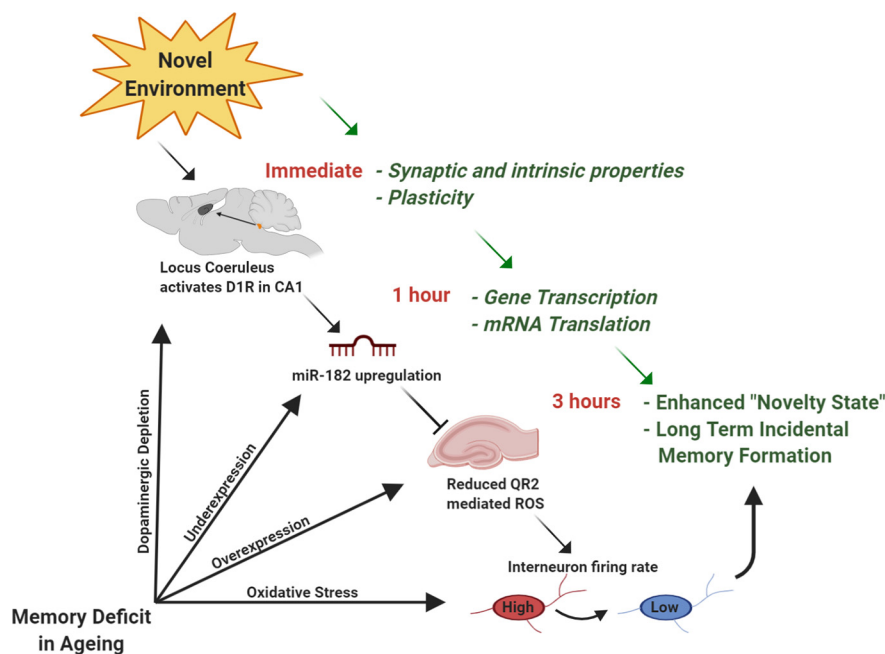 Novel
Environment
Immediate
- Synaptic and intrinsic properties
- Plasticity
Locus Coeruleus
activates D1R in CA1
1 hour
- Gene Transcription
- mRNA Translation
miR-182 upregulation
3 hours
- Enhanced "Novelty State"
- Long Term Incidental
Memory Formation
Reduced QR2
mediated ROS
Interneuron firing rate
High
Low
Dopaminergic Depletion
Underexpression
Overexpression
Oxidative Stress
Memory Deficit
in Ageing